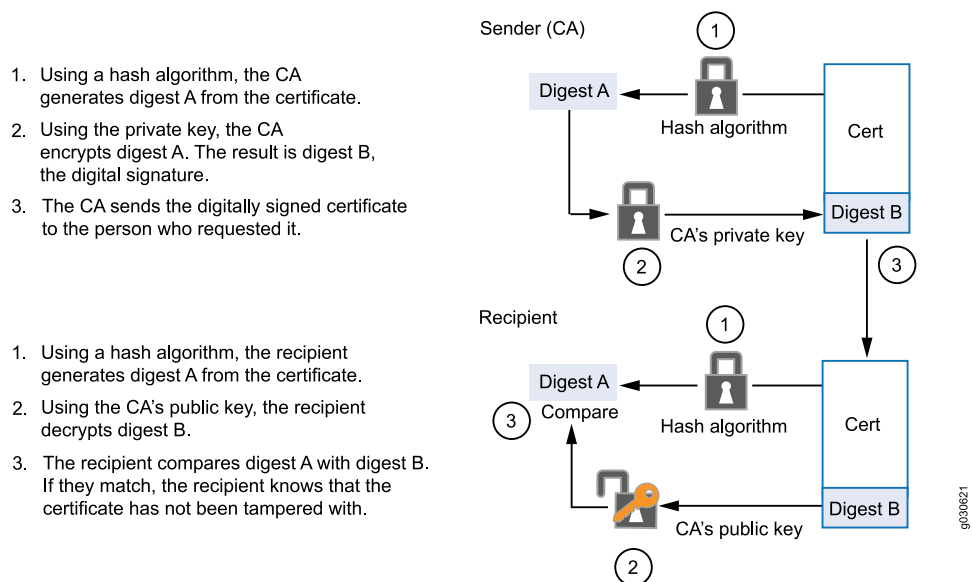 Sender (CA)
1
1. Using a hash algorithm, the CA
generates digest A from the certificate.
2. Using the private key, the CA
encrypts digest A. The result is digest B,
the digital signature.
3. The CA sends the digitally signed certificate
to the person who requested it.
Digest A
Hash algorithm
Cert
Digest B
CA's private key
2
3
Recipient
1
1. Using a hash algorithm, the recipient
generates digest A from the certificate.
2. Using the CA's public key, the recipient
decrypts digest B.
3. The recipient compares digest A with digest B.
If they match, the recipient knows that the
certificate has not been tampered with.
Digest A
3
Compare
Hash algorithm
Cert
Digest B
CA's public key
2
g030621